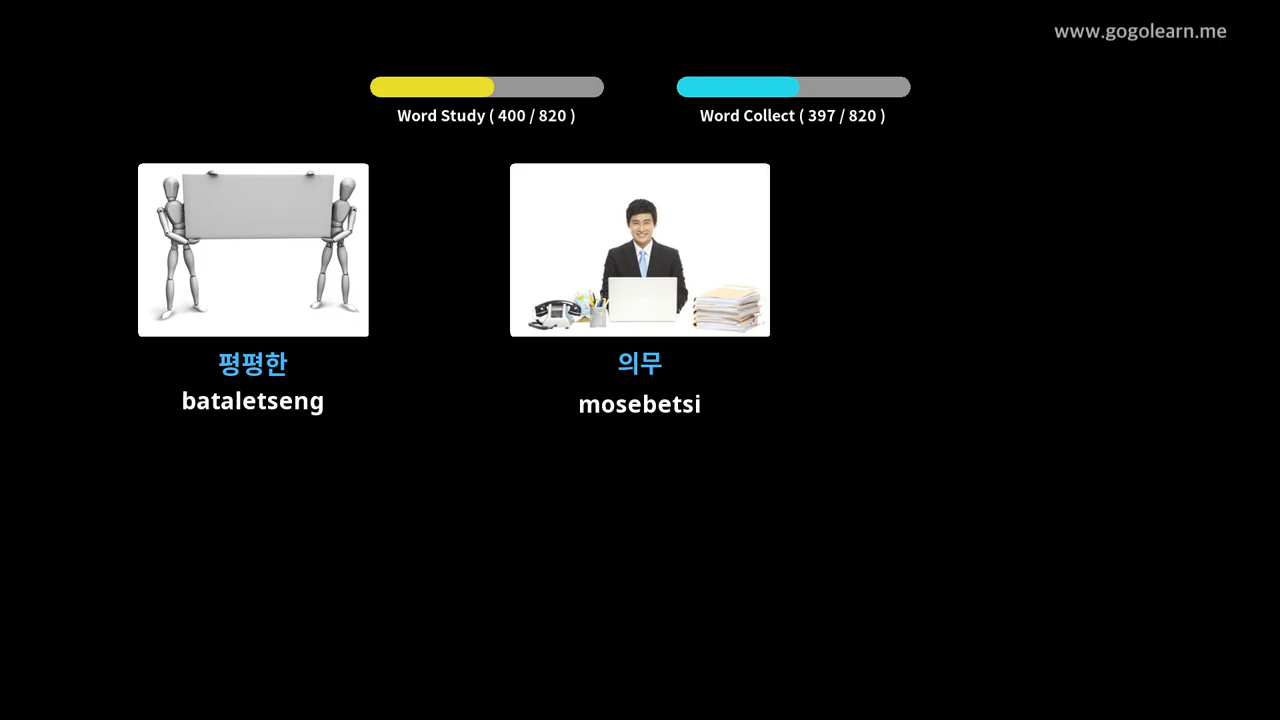 www.gogolearn.me
Word Study ( 400 / 820 )
Word Collect ( 397 / 820 )
평평한
bataletseng
의무
mosebetsi